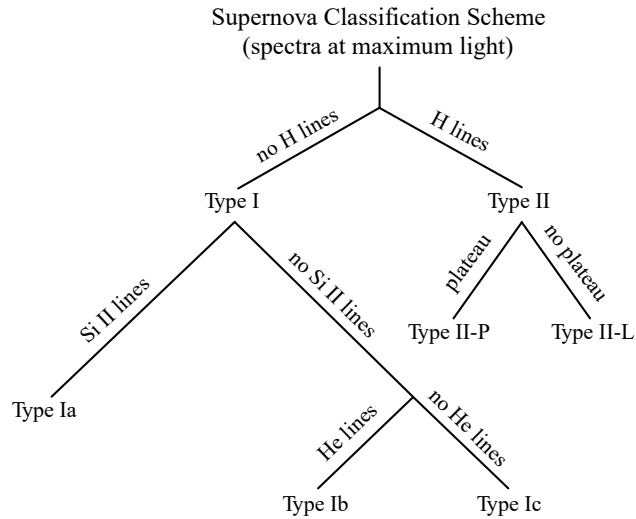 Supernova Classification Scheme
(spectra at maximum light)
no H lines
H lines
Type I
Type II
Si II lines
no Si II lines
plateau
no plateau
Type II-P
Type II-L
Type Ia
He lines
no He lines
Type Ib
Type Ic